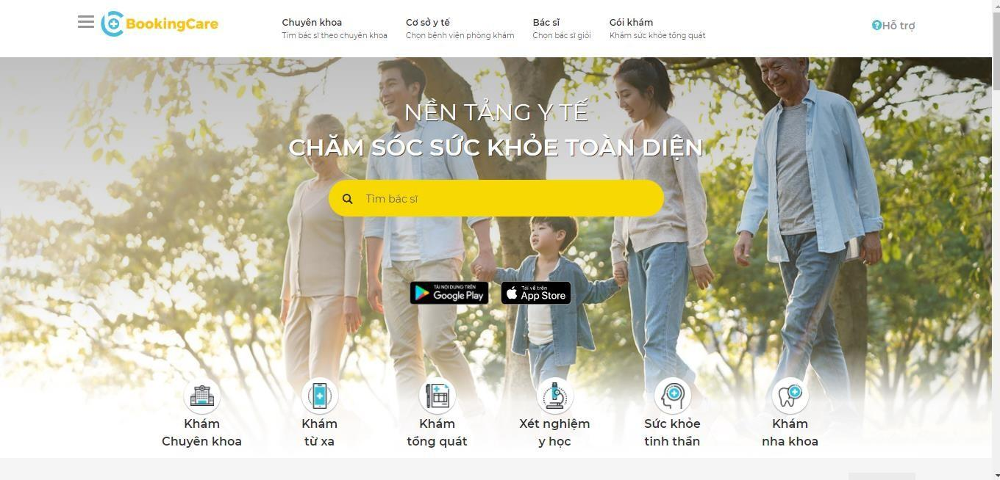 BookingCare
Chuyên khoa
Tìm bác sĩ theo chuyên khoa
Cơ sở y tế
Chọn bệnh viện phòng khám
Bác sĩ
Chọn bác sĩ giỏi
Gói khám
Khám sức khỏe tổng quát
?Hỗ trợ
NỀN TẢNG Y TẾ
CHĂM SÓC SỨC KHỎE TOÀN DIỆN
Tìm bác sĩ
TẢI NỘI DUNG TRÊN
Google Play
Tải về trên
App Store
Khám
Chuyên khoa
Khám
từ xa
Khám
tổng quát
Xét nghiệm
y học
Sức khỏe
tinh thần
Khám
nha khoa